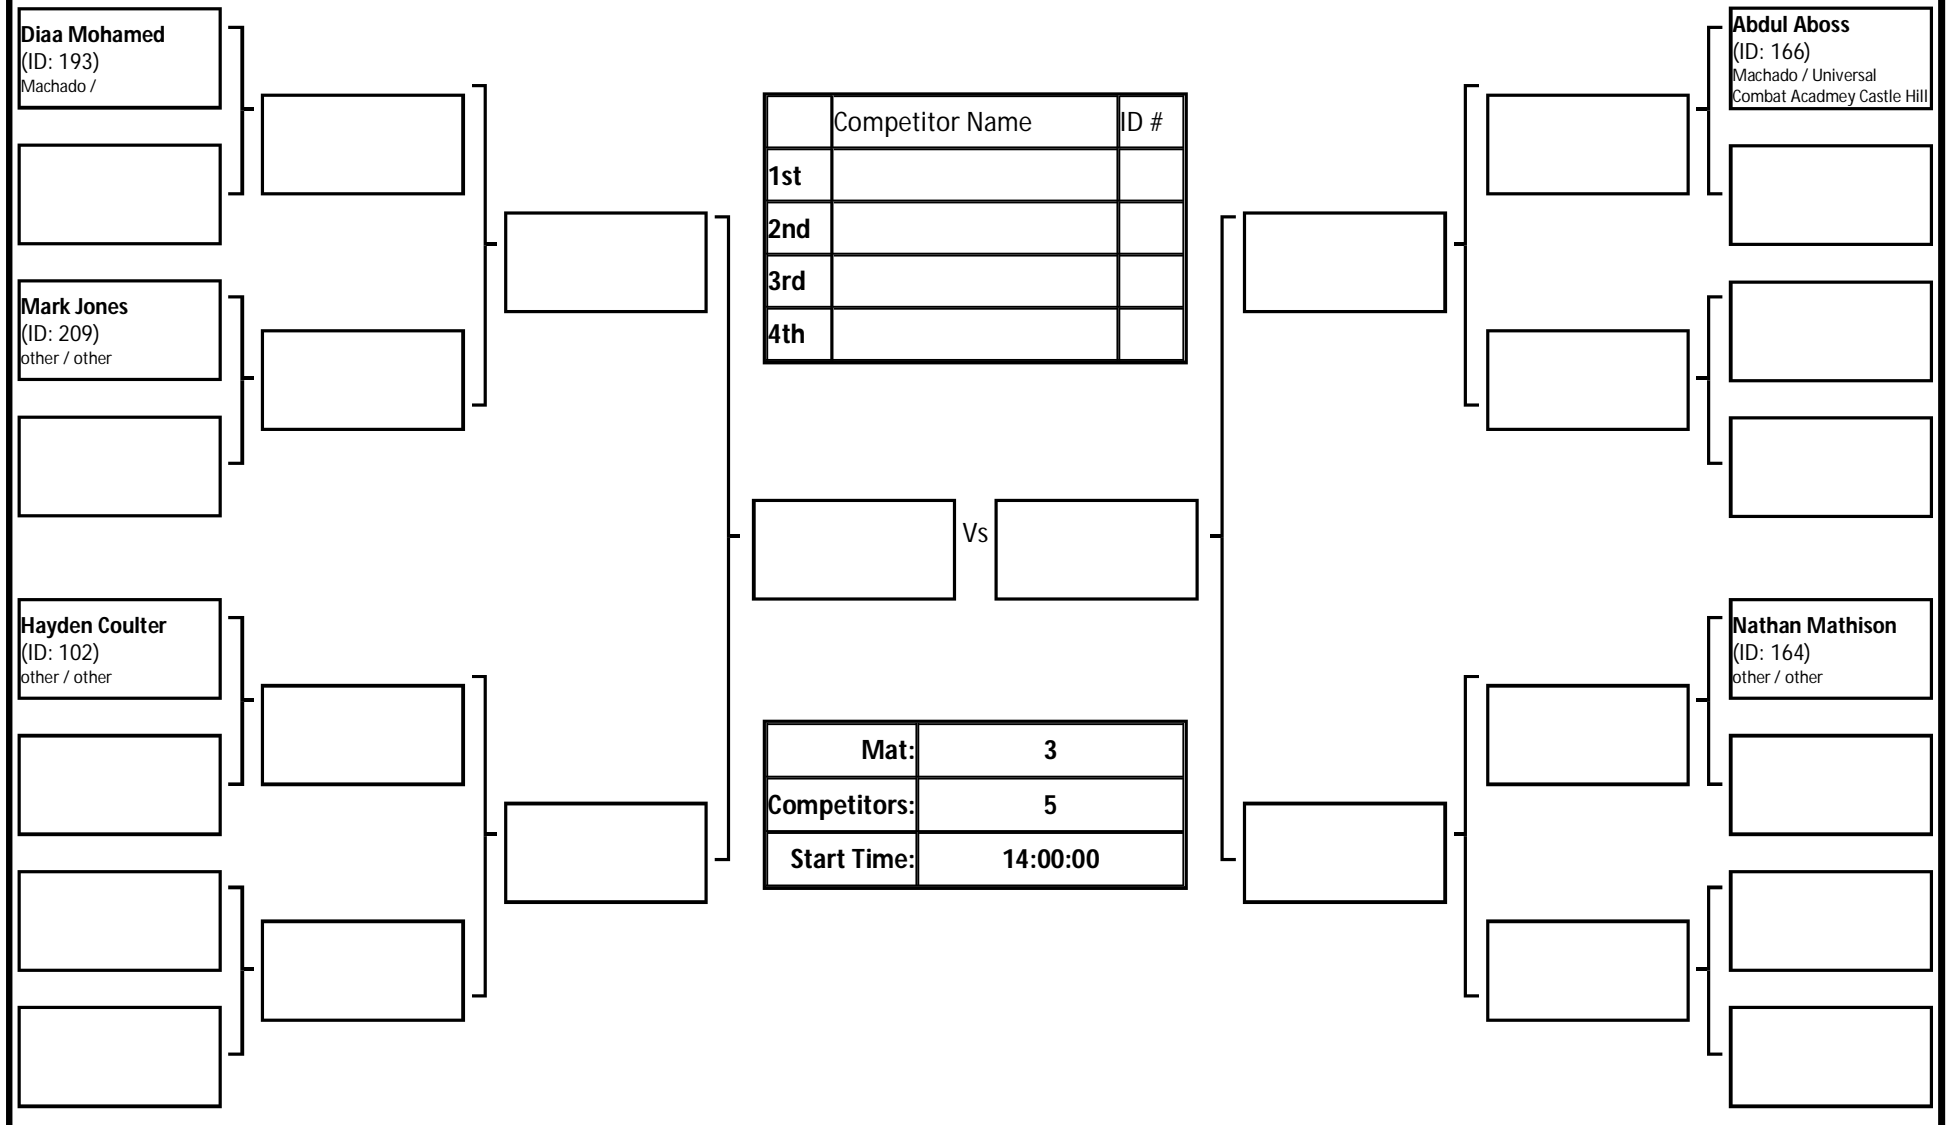 Diaa Mohamed
(ID: 193)
Machado /
Mark Jones
(ID: 209)
other / other
Hayden Coulter
(ID: 102)
other / other
Competitor Name ID #
1st
2nd
3rd
4th
Vs
Mat: 3
Competitors: 5
Start Time: 14:00:00
Abdul Aboss
(ID: 166)
Machado / Universal
Combat Acadmey Castle Hill
Nathan Mathison
(ID: 164)
other / other